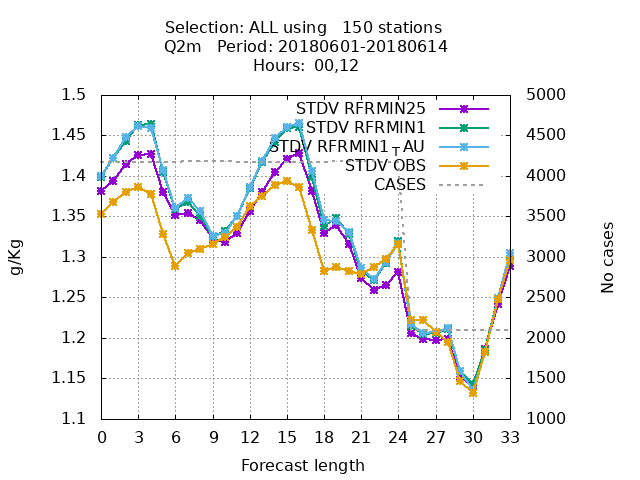 Selection: ALL using   150 stations
Q2m   Period: 20180601-20180614
Hours:  00,12
STDV RFRMIN25
STDV RFRMIN1
STDV RFRMIN1┬AU
STDV OBS
CASES
1.5
1.45
1.4
1.35
1.3
1.25
1.2
1.15
1.1
g/Kg
5000
4500
4000
3500
3000
2500
2000
1500
1000
No cases
0 3 6 9 12 15 18 21 24 27 30 33
Forecast length